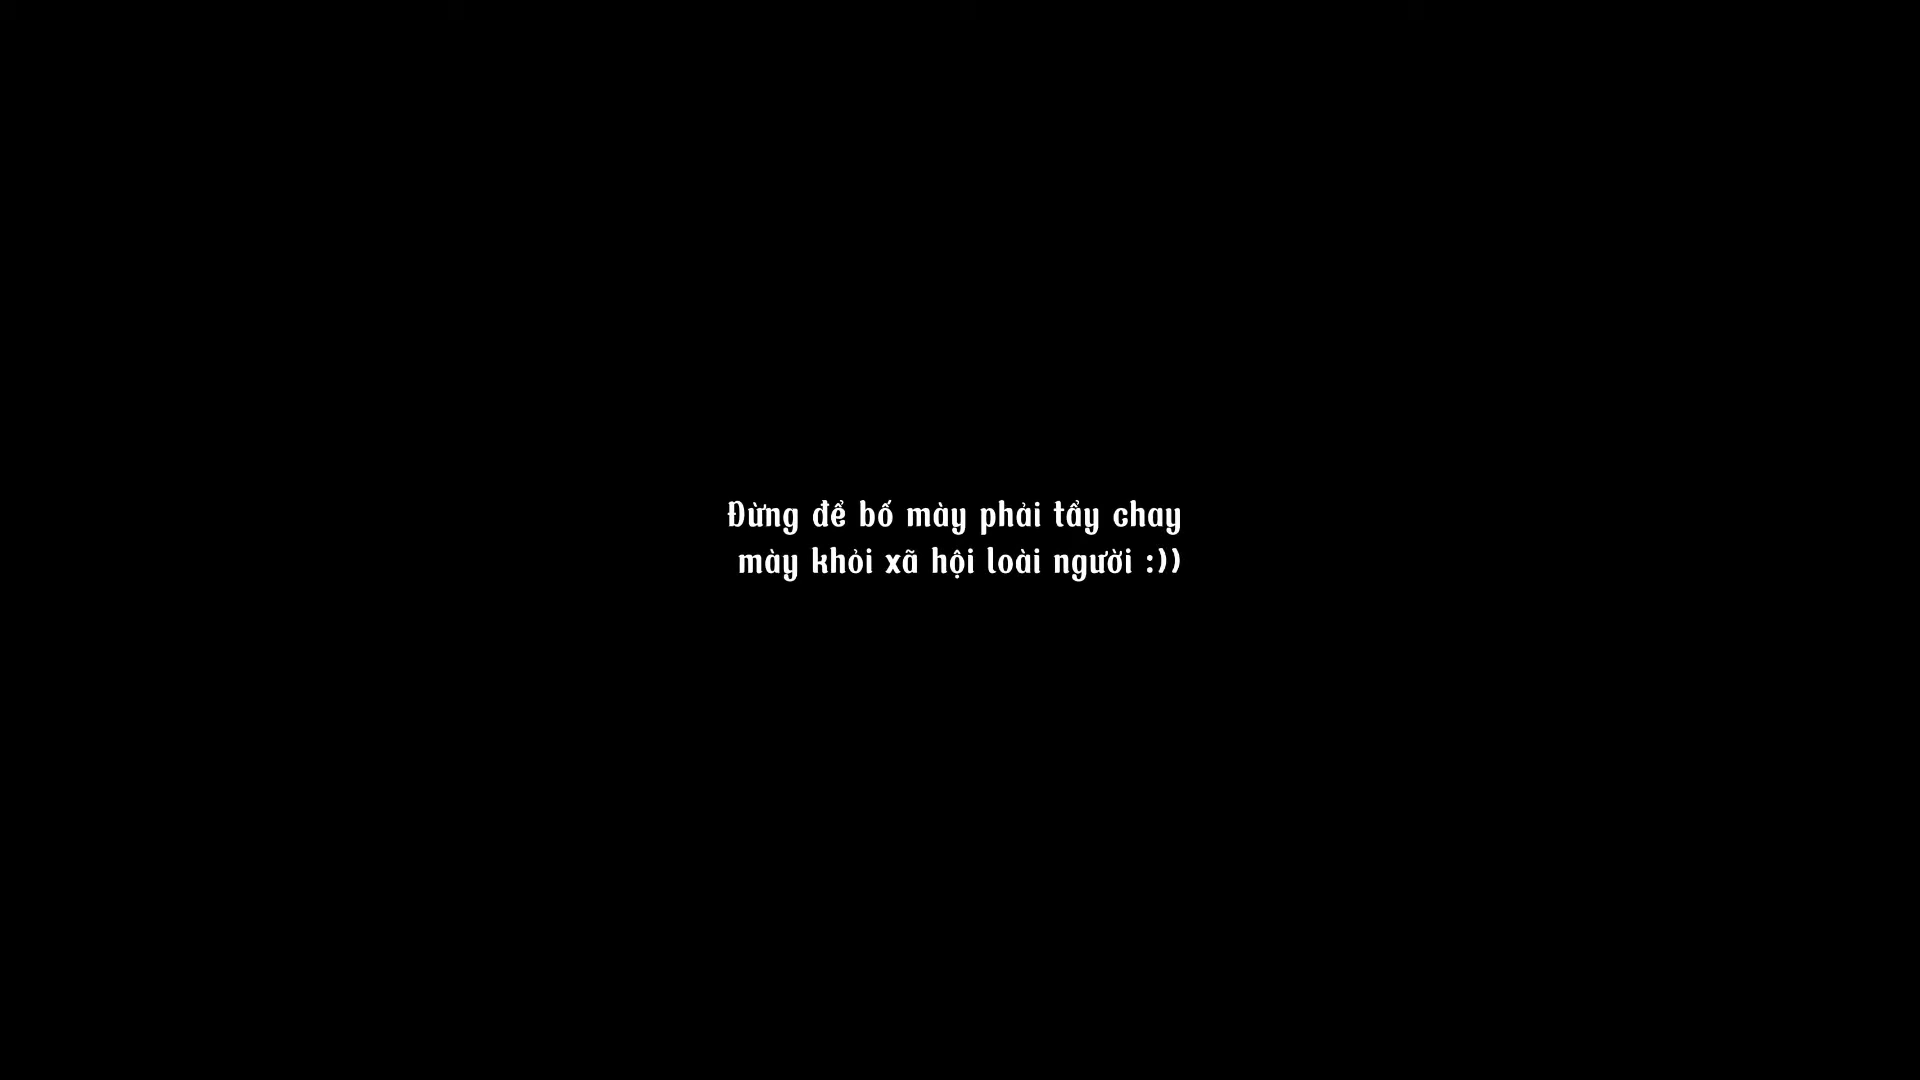 Đừng để bố mày phải tẩy chay
mày khỏi xã hội loài người :))